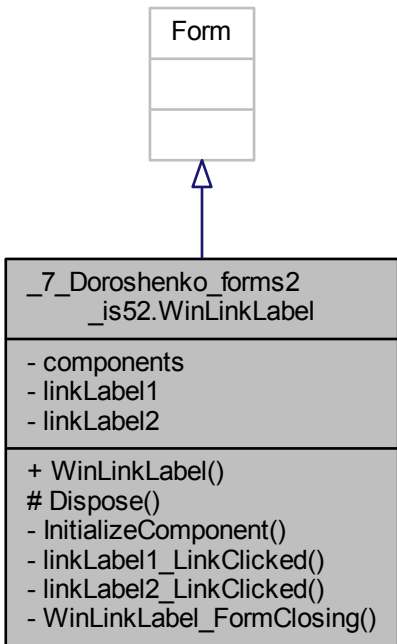 Form
_7_Doroshenko_forms2
_is52.WinLinkLabel
- components
- linkLabel1
- linkLabel2
+ WinLinkLabel()
# Dispose()
- InitializeComponent()
- linkLabel1_LinkClicked()
- linkLabel2_LinkClicked()
- WinLinkLabel_FormClosing()